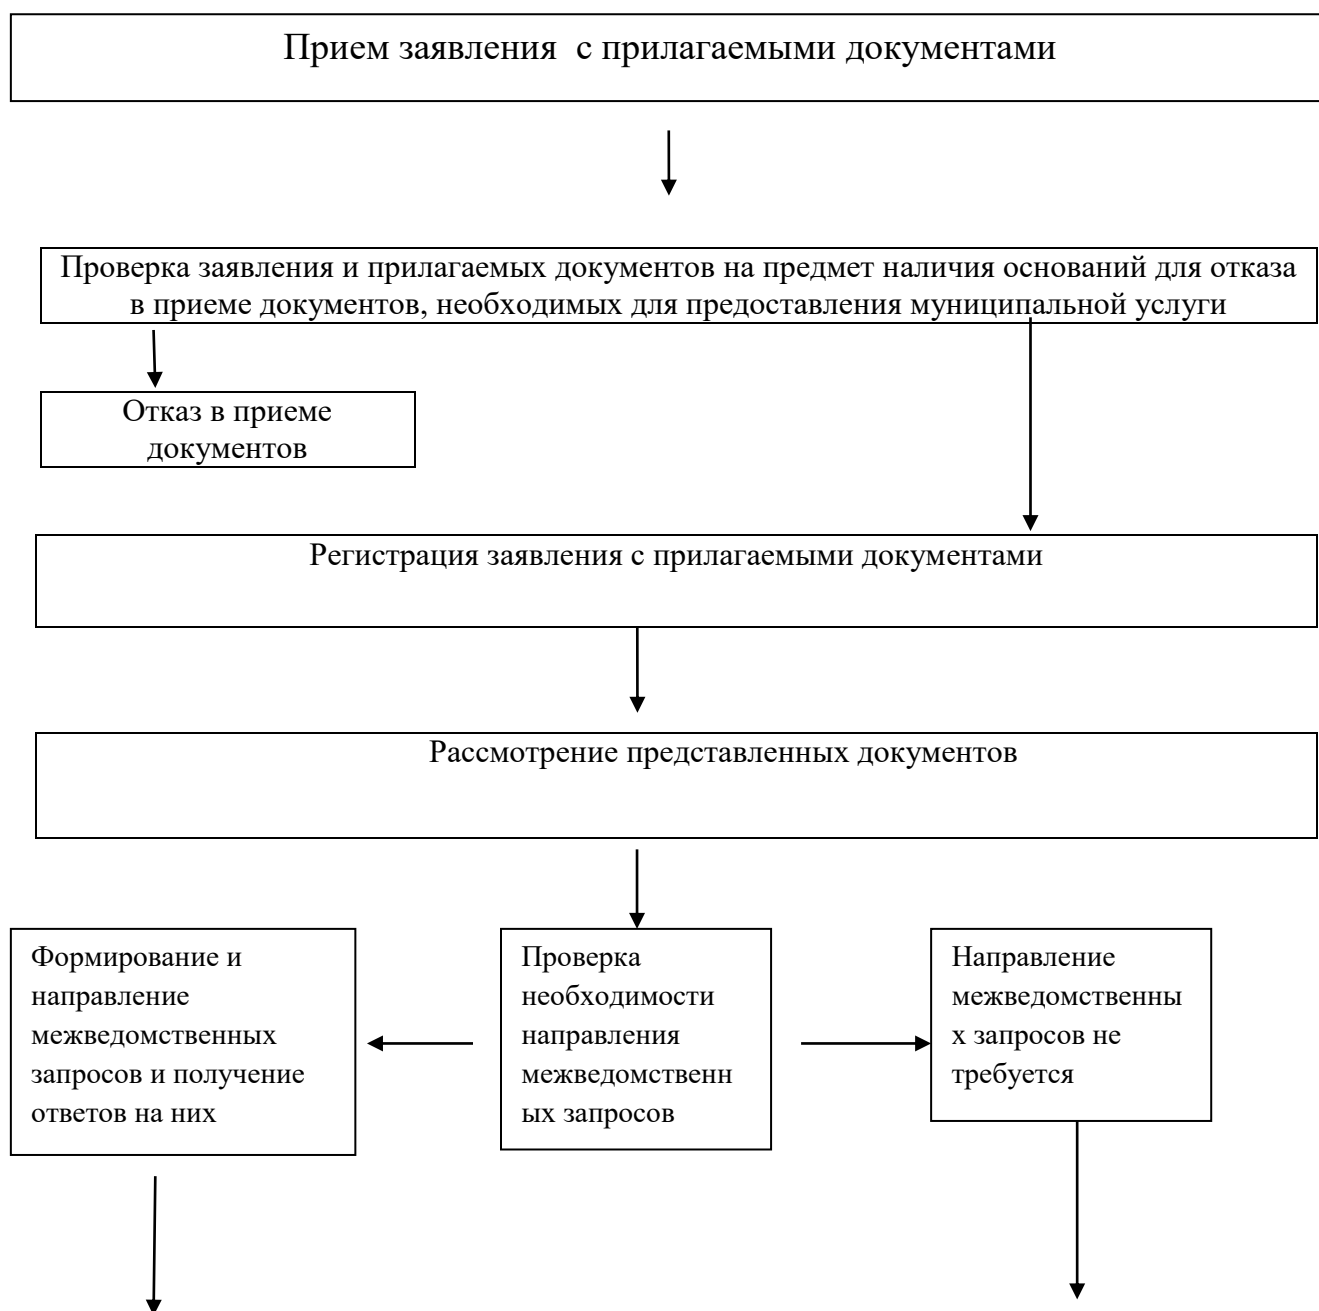 Прием заявления  с прилагаемыми документами
Проверка заявления и прилагаемых документов на предмет наличия оснований для отказа
в приеме документов, необходимых для предоставления муниципальной услуги
Отказ в приеме
документов
Регистрация заявления с прилагаемыми документами
Рассмотрение представленных документов
Формирование и
направление
межведомственных
запросов и получение
ответов на них
Проверка
необходимости
направления
межведомственн
ых запросов
Направление
межведомственны
х запросов не
требуется